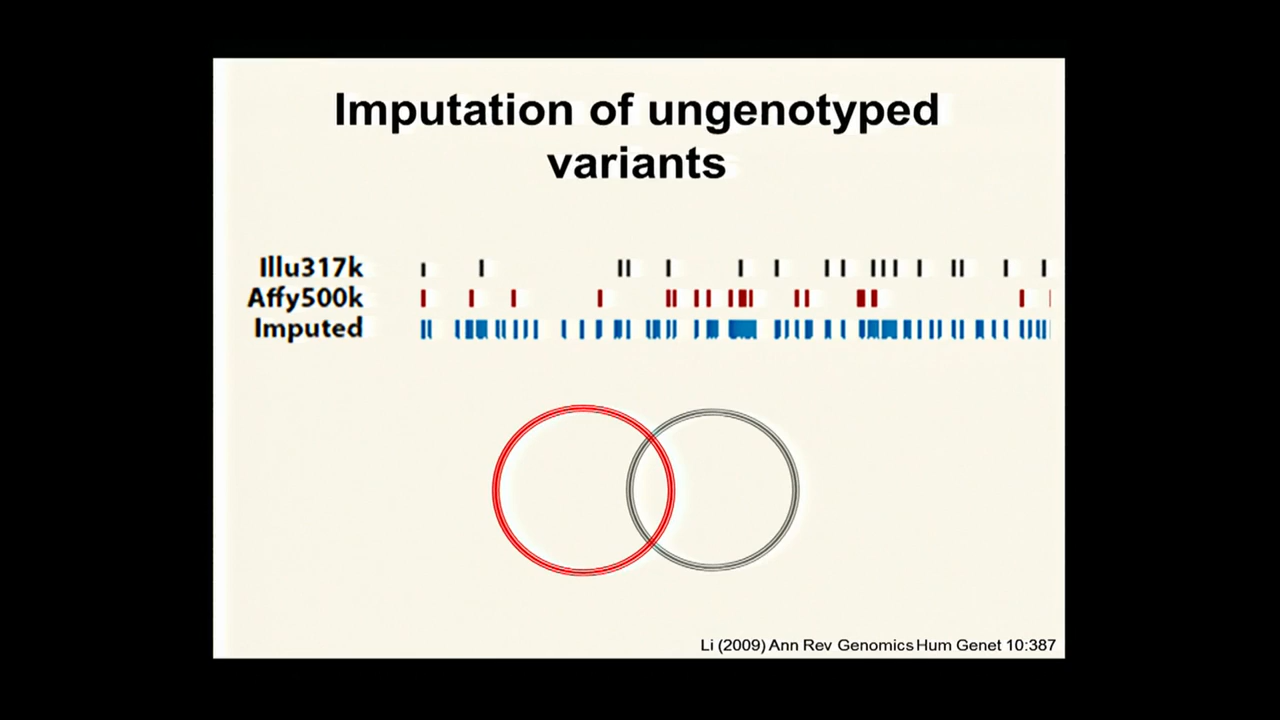 Imputation of ungenotyped
variants
Illu317k
Affy500k
Imputed
Li (2009) Ann Rev Genomics Hum Genet 10:387